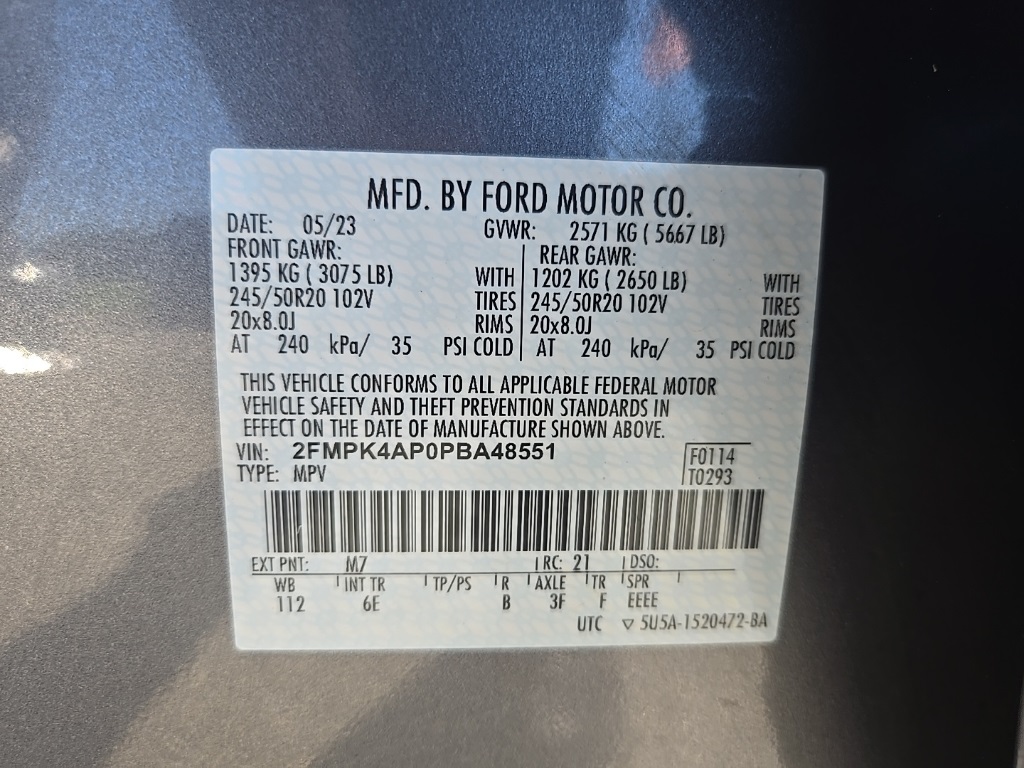 MFD. BY FORD MOTOR CO.
DATE: 05/23 GVWR: 2571 KG ( 5667 LB)
FRONT GAWR: REAR GAWR:
1395 KG ( 3075 LB) WITH 1202 KG ( 2650 LB) WITH
245/50R20 102V TIRES 245/50R20 102V TIRES
20x8.0J RIMS 20x8.0J RIMS
AT 240 kPa/ 35 PSI COLD AT 240 kPa/ 35 PSI COLD
THIS VEHICLE CONFORMS TO ALL APPLICABLE FEDERAL MOTOR
VEHICLE SAFETY AND THEFT PREVENTION STANDARDS IN
EFFECT ON THE DATE OF MANUFACTURE SHOWN ABOVE.
VIN: 2FMPK4AP0PBA48551 F0114
TYPE: MPV T0293
EXT PNT: M7 RC: 21 DSO:
WB INT TR TP/PS R AXLE TR SPR
112 6E B 3F F EEEE
UTC ▽ 5U5A-1520472-BA